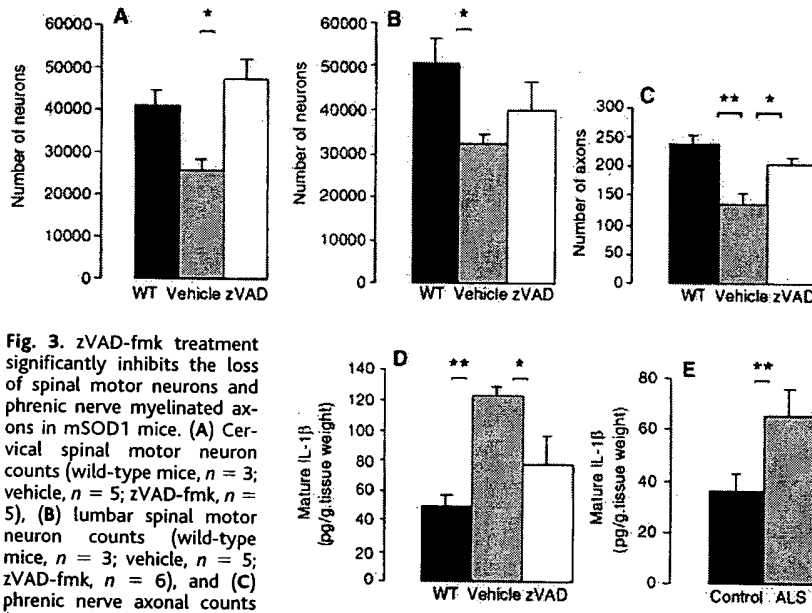 A
*
Number of neurons
60000
50000
40000
30000
20000
10000
0
WT Vehicle zVAD
B
*
Number of neurons
60000
50000
40000
30000
20000
10000
0
WT Vehicle zVAD
C
** *
Number of axons
300
250
200
150
100
50
0
WT Vehicle zVAD
Fig. 3. zVAD-fmk treatment
significantly inhibits the loss
of spinal motor neurons and
phrenic nerve myelinated ax-
ons in mSOD1 mice. (A) Cer-
vical spinal motor neuron
counts (wild-type mice, n = 3;
vehicle, n = 5; zVAD-fmk, n =
5), (B) lumbar spinal motor
neuron counts (wild-type
mice, n = 3; vehicle, n = 5;
zVAD-fmk, n = 6), and (C)
phrenic nerve axonal counts
D
** *
Mature IL-1β
(pg/g.tissue weight)
140
120
100
80
60
40
20
0
WT Vehicle zVAD
E
**
Mature IL-1β
(pg/g.tissue weight)
80
60
40
20
0
Control ALS